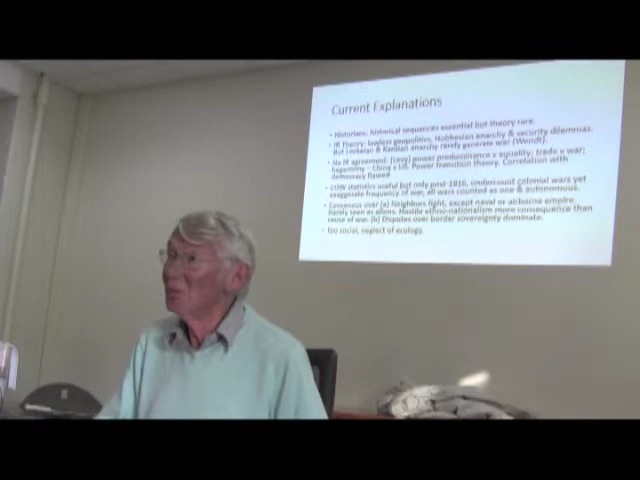 Current Explanations
• Historians: historical sequences essential but theory rare.
• IR Theory- lawless geopolitics, Hobbesian anarchy & security dilemmas.
But Lockeian & Kantian anarchy rarely generate war (Wendt).
• No IR agreement: (Levy) power predominance v equality; trade v war;
hegemony – China v US. Power transition theory. Correlation with
democracy flawed
• COW statistics useful but only post-1816, undercount colonial wars yet
exaggerate frequency of war, all wars counted as one & autonomous.
• Consensus over (a) Neighbors fight, except naval or airborne empire.
Rarely seen as aliens. Hostile ethno-nationalism more consequence than
cause of war. (b) Disputes over border sovereignty dominate.
• Too social, neglect of ecology.